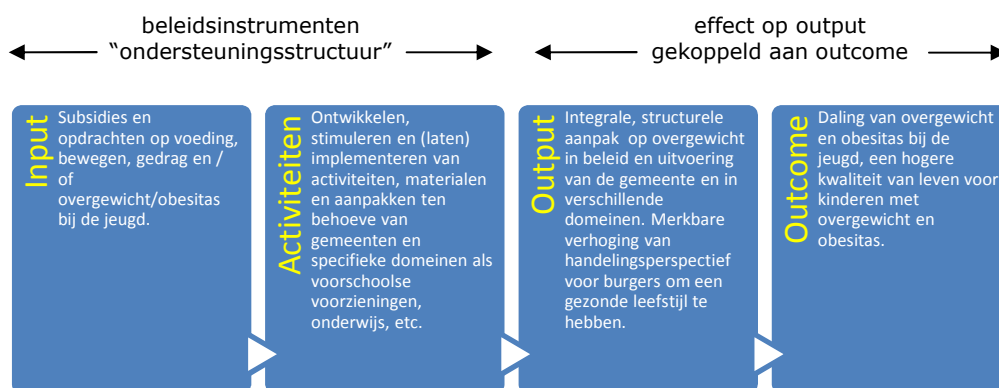 beleidsinstrumenten
“ondersteuningsstructuur”
effect op output
gekoppeld aan outcome
Input
Subsidies en
opdrachten op voeding,
bewegen, gedrag en /
of
overgewicht/obesitas
bij de jeugd.
Activiteiten
Ontwikkelen,
stimuleren en (laten)
implementeren van
activiteiten, materialen
en aanpakken ten
behoeve van
gemeenten en
specifieke domeinen als
voorschoolse
voorzieningen,
onderwijs, etc.
Output
Integrale, structurele
aanpak op overgewicht
in beleid en uitvoering
van de gemeente en in
verschillende
domeinen. Merkbare
verhoging van
handelingsperspectief
voor burgers om een
gezonde leefstijl te
hebben.
Outcome
Daling van overgewicht
en obesitas bij de
jeugd, een hogere
kwaliteit van leven voor
kinderen met
overgewicht en
obesitas.